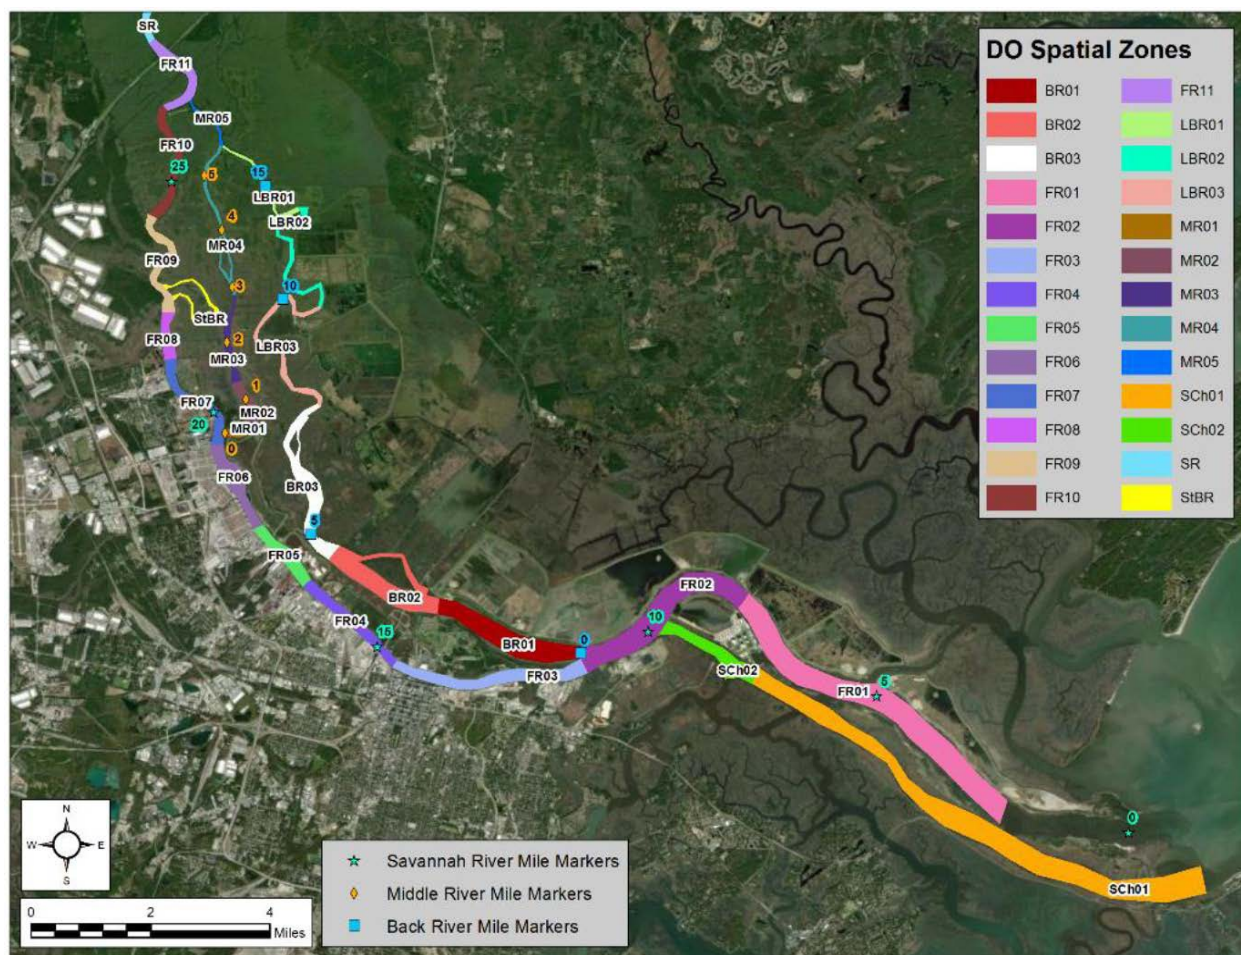 SR
FR11
MR05
FR10
25
5
15
LBR01
4
LBR02
MR04
FR09
3
10
StBR
FR08
2
LBR03
MR03
1
FR07
MR02
20
MR01
0
FR06
BR03
5
FR05
BR02
FR02
FR04
10
15
BR01
0
SCh02
FR03
FR01
5
0
SCh01
DO Spatial Zones
BR01
BR02
BR03
FR01
FR02
FR03
FR04
FR05
FR06
FR07
FR08
FR09
FR10
FR11
LBR01
LBR02
LBR03
MR01
MR02
MR03
MR04
MR05
SCh01
SCh02
SR
StBR
N
W E
S
0 2 4
Miles
Savannah River Mile Markers
Middle River Mile Markers
Back River Mile Markers